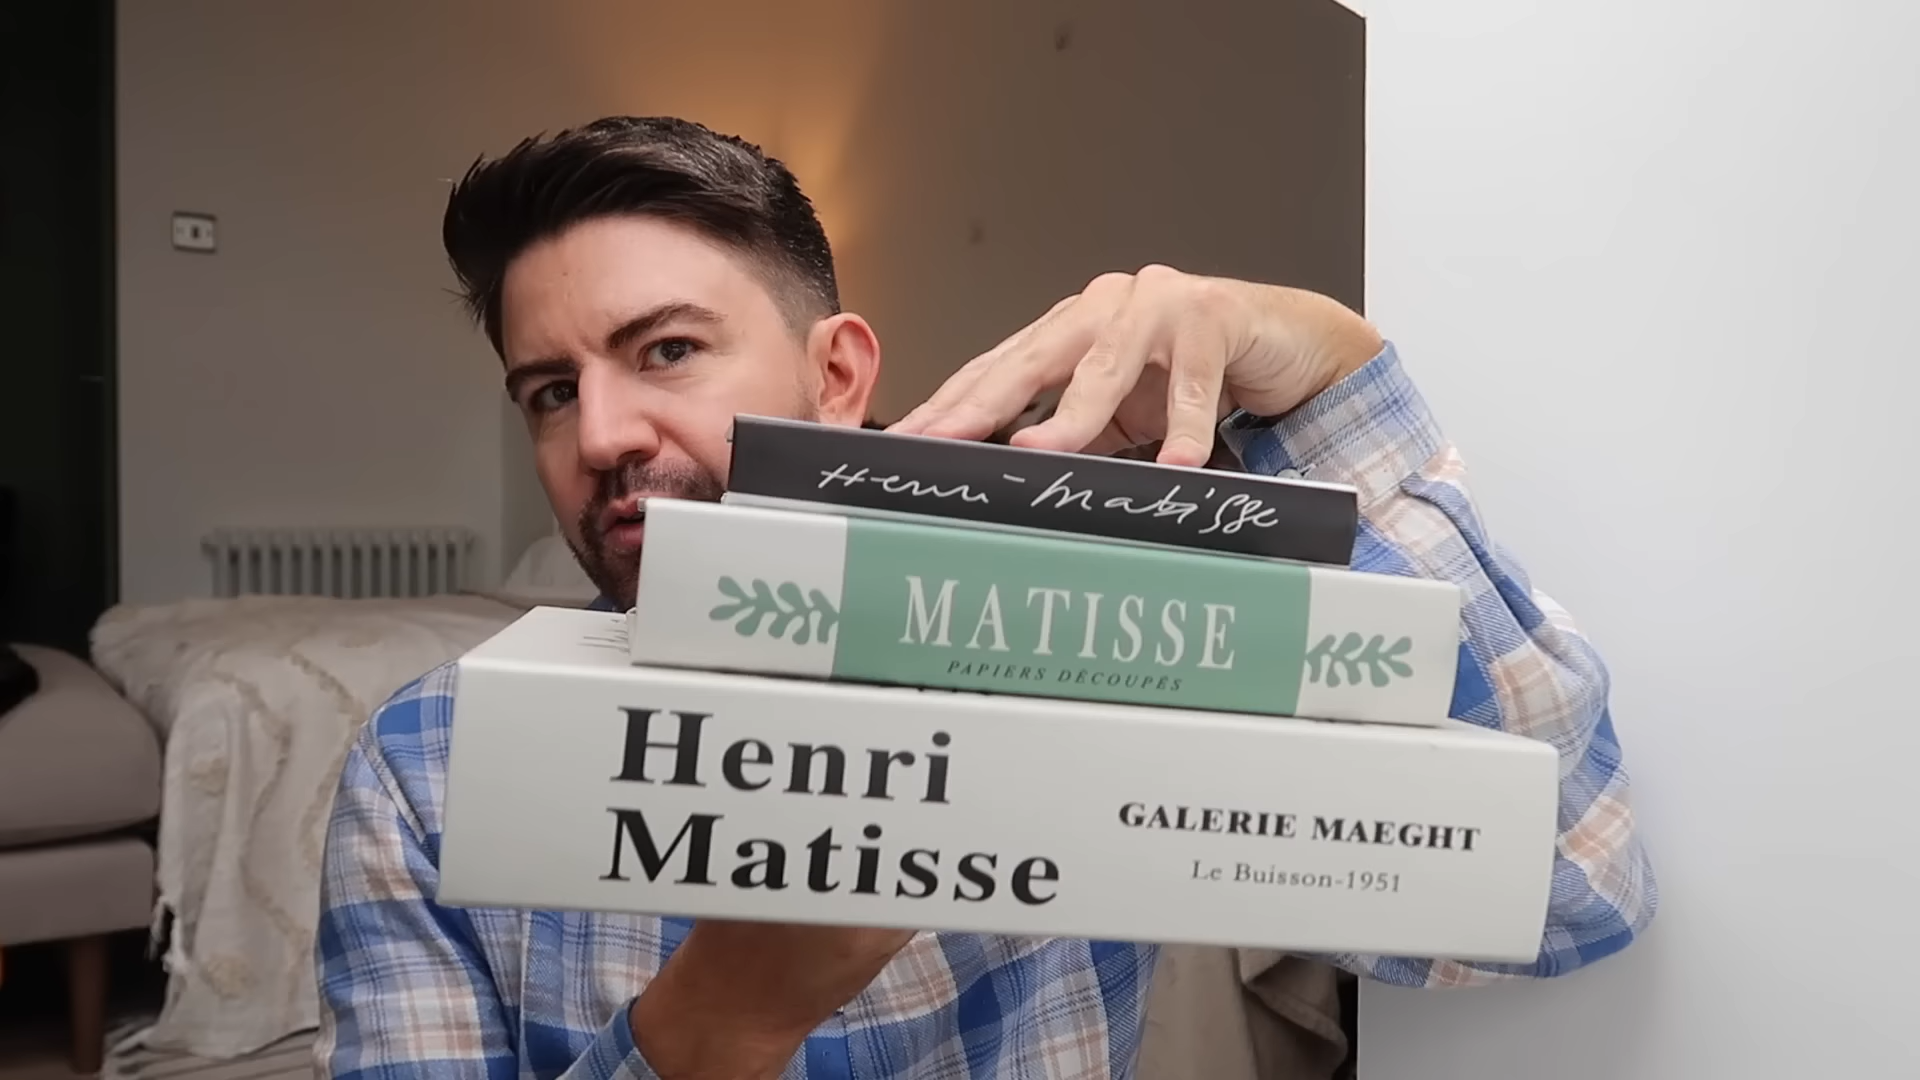 Henri-Matisse
MATISSE
PAPIERS DÉCOUPÉS
Henri
Matisse
GALERIE MAEGHT
Le Buisson-1951